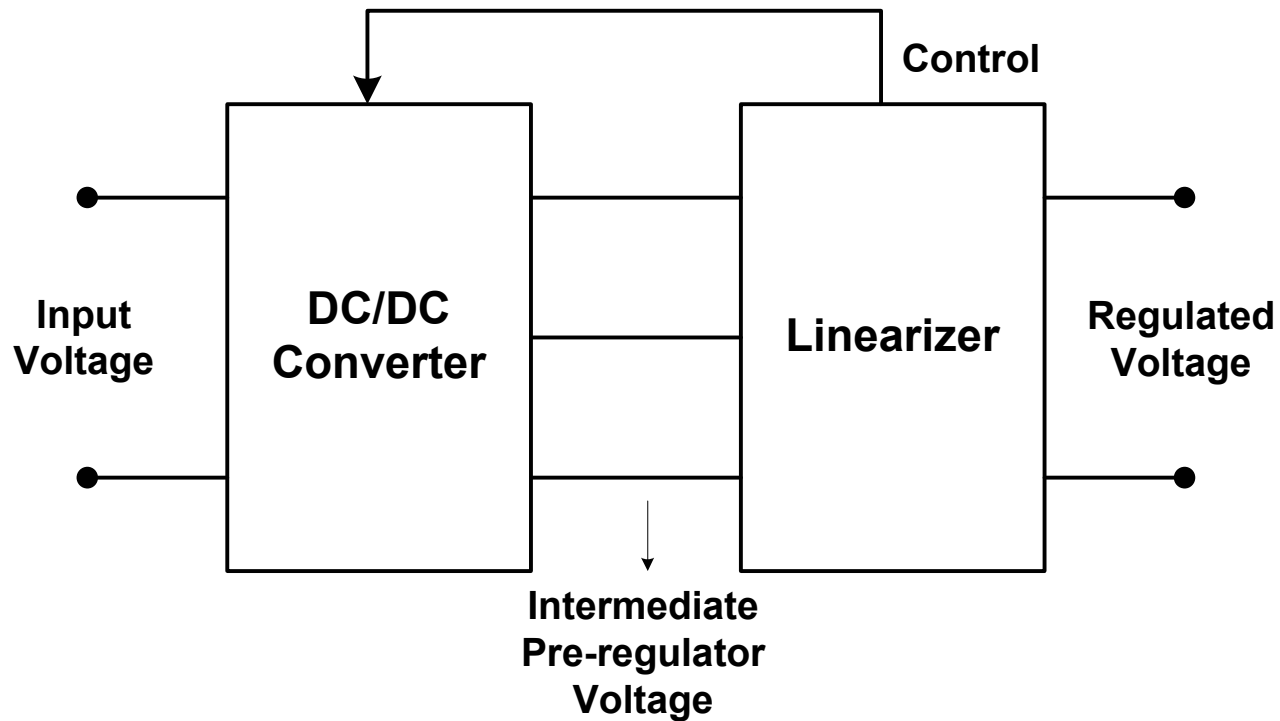 Control
DC/DC
Converter
Linearizer
Input
Voltage
Regulated
Voltage
Intermediate
Pre-regulator
Voltage